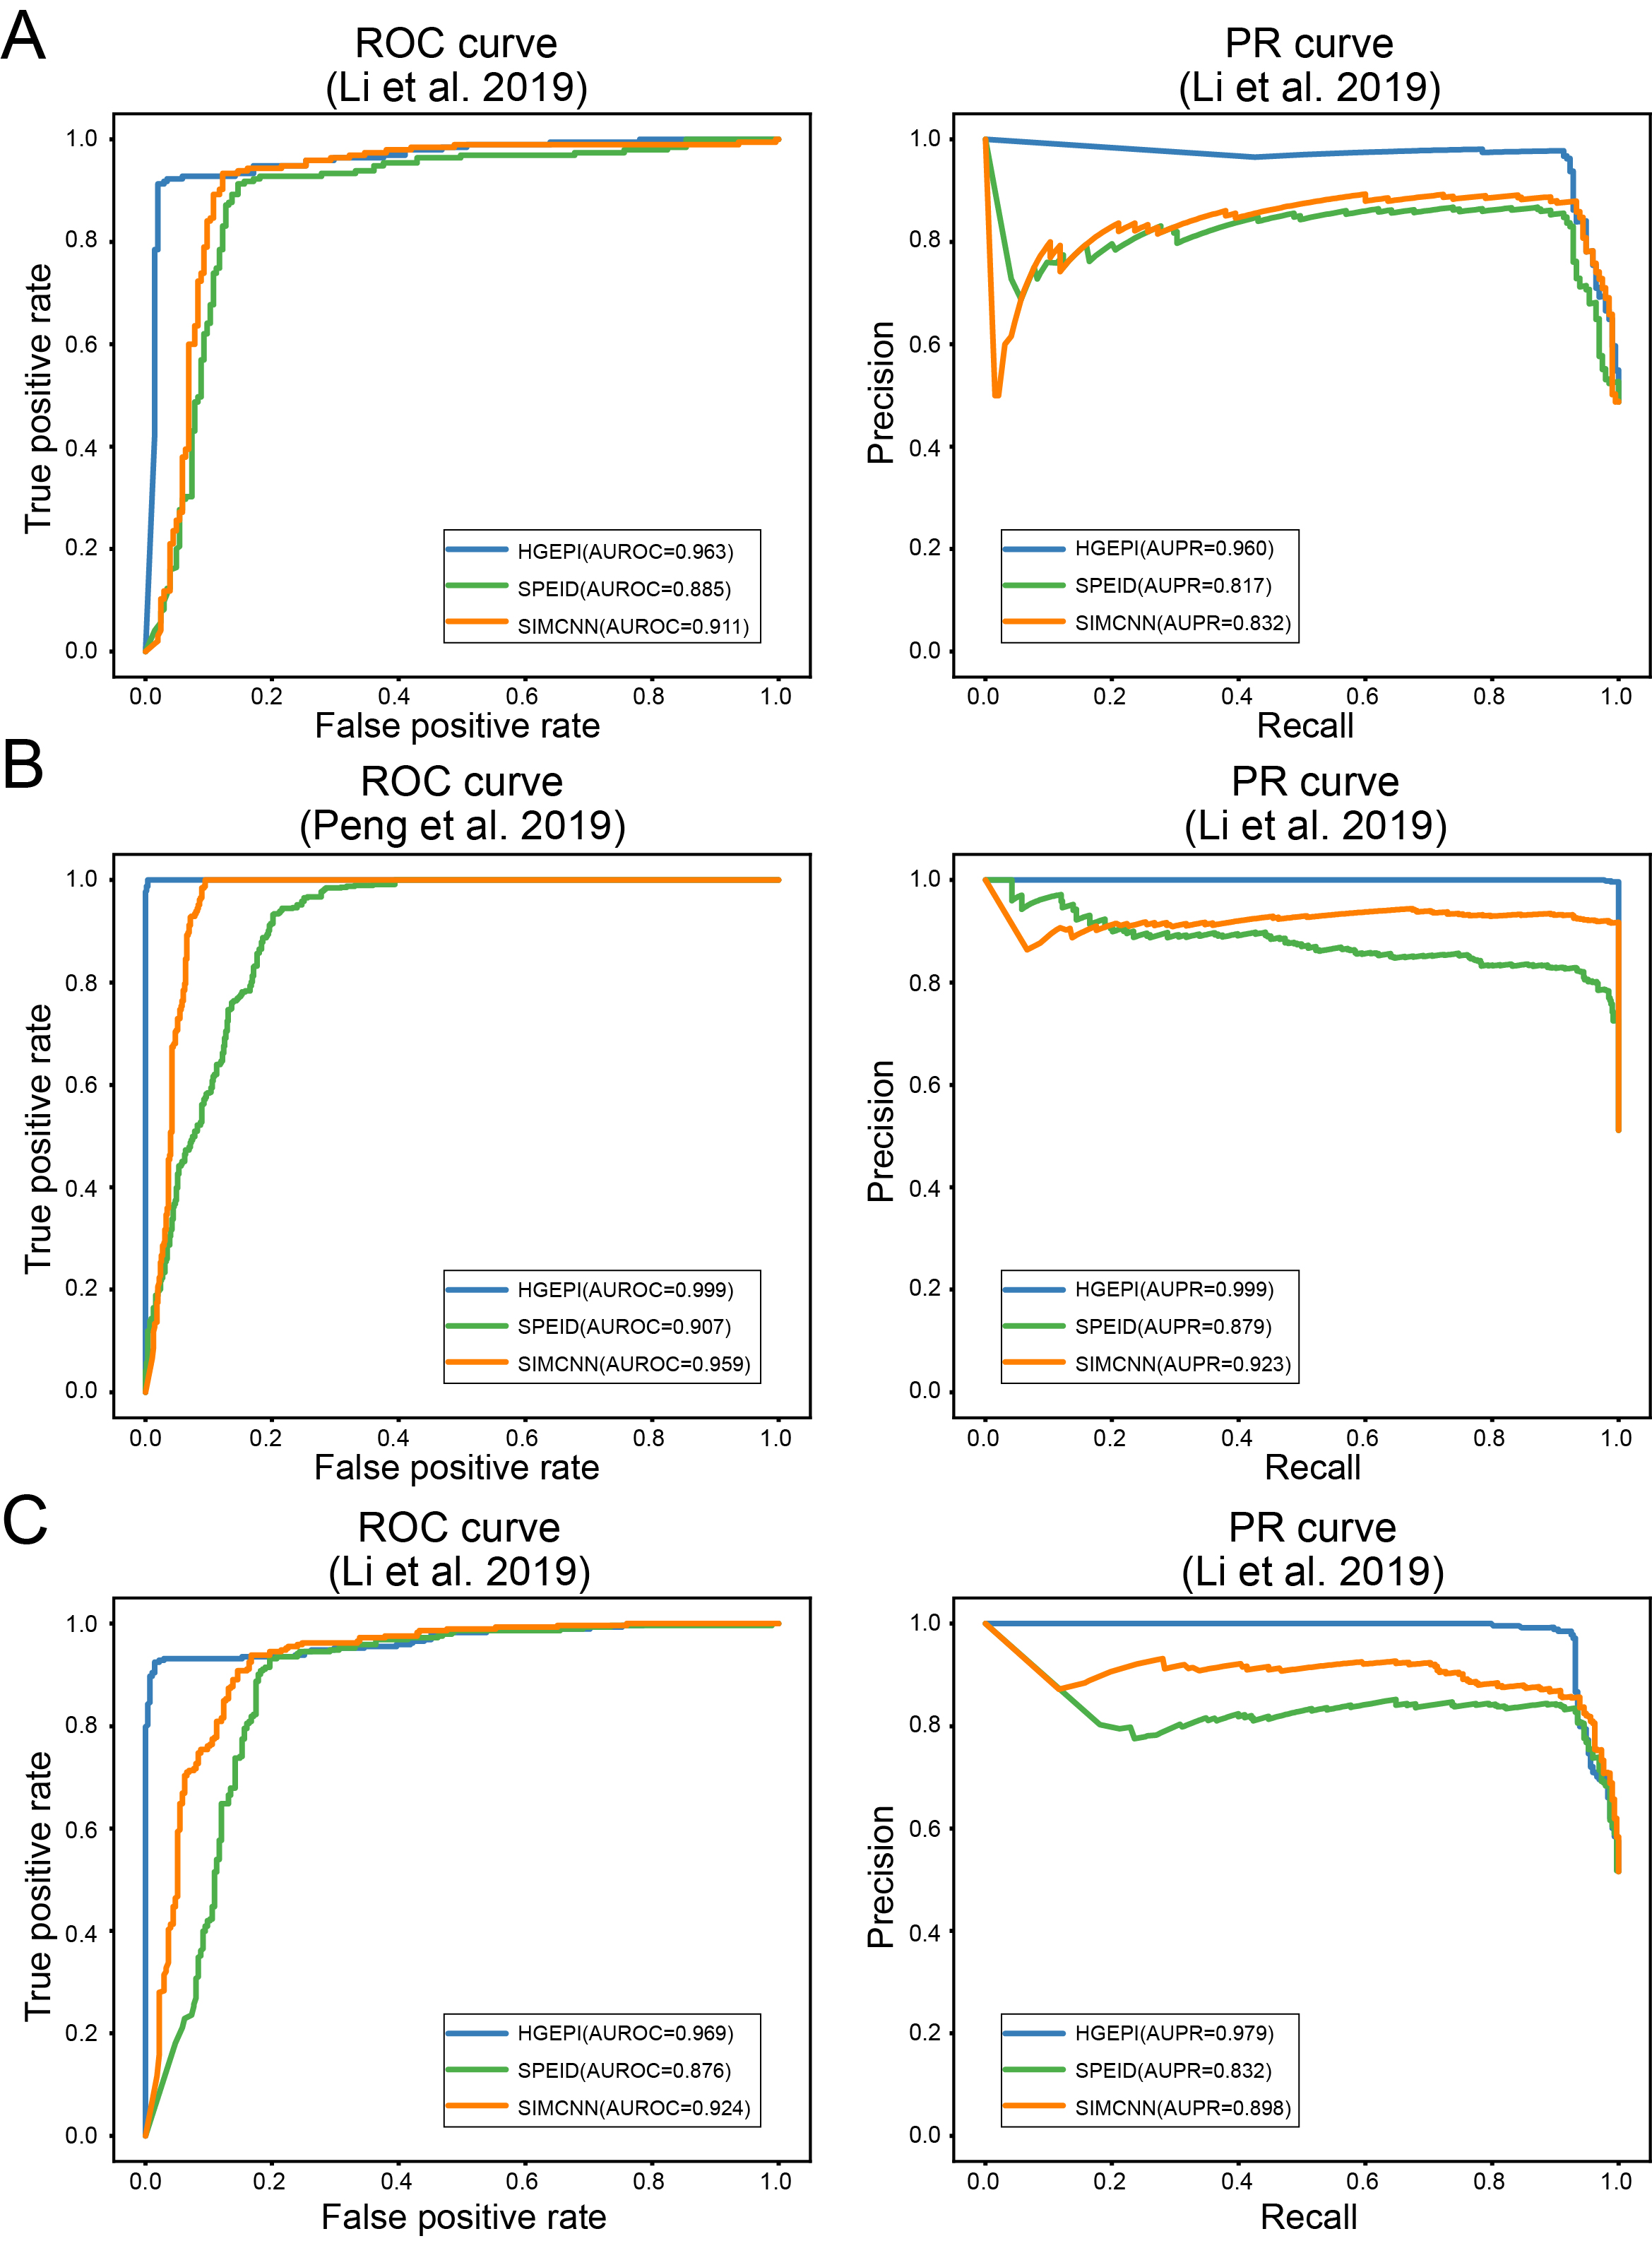 A
ROC curve
(Li et al. 2019)
True positive rate
1.0
0.8
0.6
0.4
0.2
0.0
HGEPI(AUROC=0.963)
SPEID(AUROC=0.885)
SIMCNN(AUROC=0.911)
0.0 0.2 0.4 0.6 0.8 1.0
False positive rate
PR curve
(Li et al. 2019)
Precision
1.0
0.8
0.6
0.4
0.2
0.0
HGEPI(AUPR=0.960)
SPEID(AUPR=0.817)
SIMCNN(AUPR=0.832)
0.0 0.2 0.4 0.6 0.8 1.0
Recall
B
ROC curve
(Peng et al. 2019)
True positive rate
1.0
0.8
0.6
0.4
0.2
0.0
HGEPI(AUROC=0.999)
SPEID(AUROC=0.907)
SIMCNN(AUROC=0.959)
0.0 0.2 0.4 0.6 0.8 1.0
False positive rate
PR curve
(Li et al. 2019)
Precision
1.0
0.8
0.6
0.4
0.2
0.0
HGEPI(AUPR=0.999)
SPEID(AUPR=0.879)
SIMCNN(AUPR=0.923)
0.0 0.2 0.4 0.6 0.8 1.0
Recall
C
ROC curve
(Li et al. 2019)
True positive rate
1.0
0.8
0.6
0.4
0.2
0.0
HGEPI(AUROC=0.969)
SPEID(AUROC=0.876)
SIMCNN(AUROC=0.924)
0.0 0.2 0.4 0.6 0.8 1.0
False positive rate
PR curve
(Li et al. 2019)
Precision
1.0
0.8
0.6
0.4
0.2
0.0
HGEPI(AUPR=0.979)
SPEID(AUPR=0.832)
SIMCNN(AUPR=0.898)
0.0 0.2 0.4 0.6 0.8 1.0
Recall